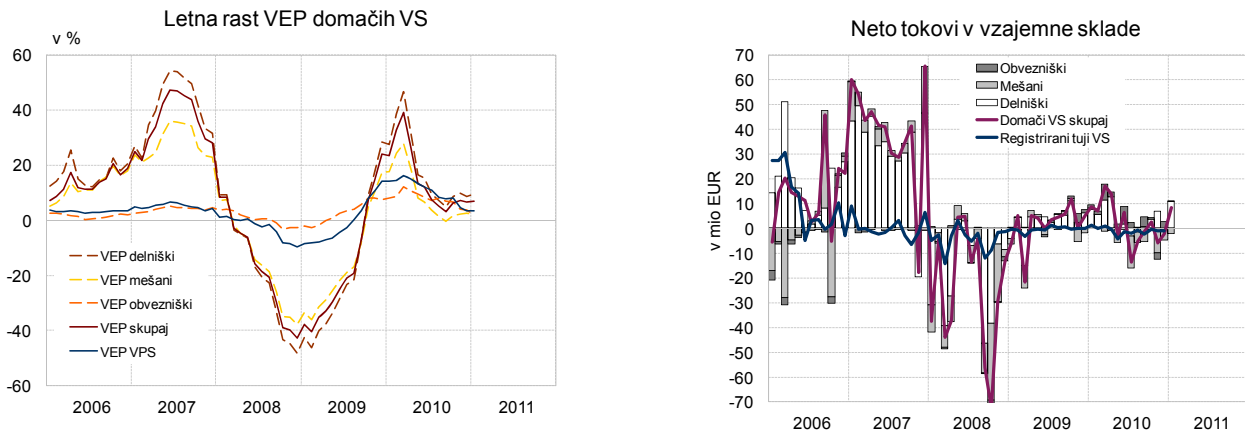 Letna rast VEP domačih VS
v %
60
40
20
0
-20
-40
-60
VEP delniški
VEP mešani
VEP obvezniški
VEP skupaj
VEP VPS
2006 2007 2008 2009 2010 2011
Neto tokovi v vzajemne sklade
v mio EUR
70
60
50
40
30
20
10
0
-10
-20
-30
-40
-50
-60
-70
Obvezniški
Mešani
Delniški
Domači VS skupaj
Registrirani tuji VS
2006 2007 2008 2009 2010 2011